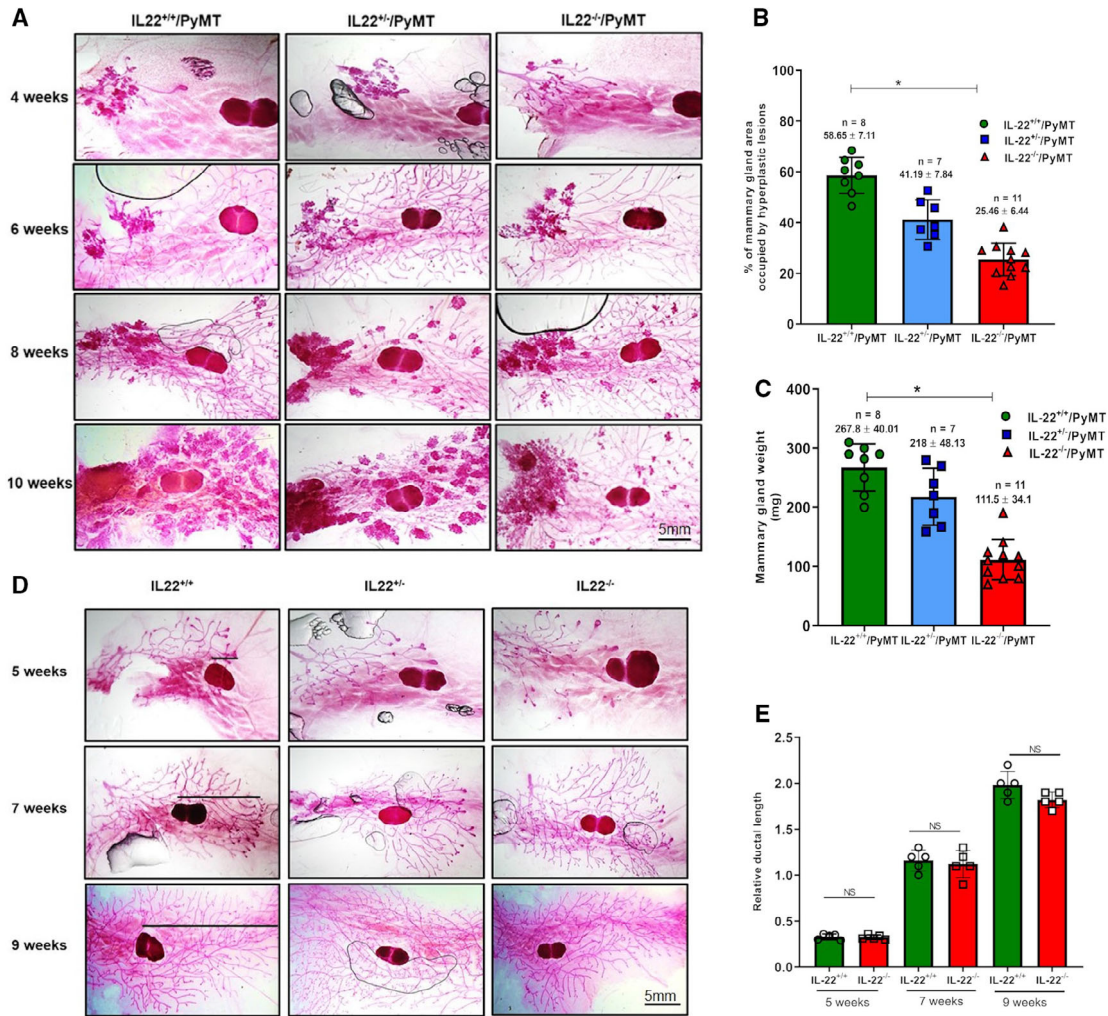 A
IL22+/+/PyMT
IL22+/-/PyMT
IL22-/-/PyMT
4 weeks
6 weeks
8 weeks
10 weeks
5mm
B
% of mammary gland area
occupied by hyperplastic lesions
100
80
60
40
20
0
*
n = 8
58.65 ± 7.11
n = 7
41.19 ± 7.84
n = 11
25.46 ± 6.44
IL-22+/+/PyMT
IL-22+/-/PyMT
IL-22-/-/PyMT
IL-22+/+/PyMT IL-22+/-/PyMT IL-22-/-/PyMT
C
Mammary gland weight
(mg)
400
300
200
100
0
*
n = 8
267.8 ± 40.01
n = 7
218 ± 48.13
n = 11
111.5 ± 34.1
IL-22+/+/PyMT
IL-22+/-/PyMT
IL-22-/-/PyMT
IL-22+/+/PyMT IL-22+/-/PyMT IL-22-/-/PyMT
D
IL22+/+
IL22+/-
IL22-/-
5 weeks
7 weeks
9 weeks
5mm
E
Relative ductal length
2.5
2.0
1.5
1.0
0.5
0.0
NS
NS
NS
IL-22+/+ IL-22-/- IL-22+/+ IL-22-/- IL-22+/+ IL-22-/-
5 weeks 7 weeks 9 weeks